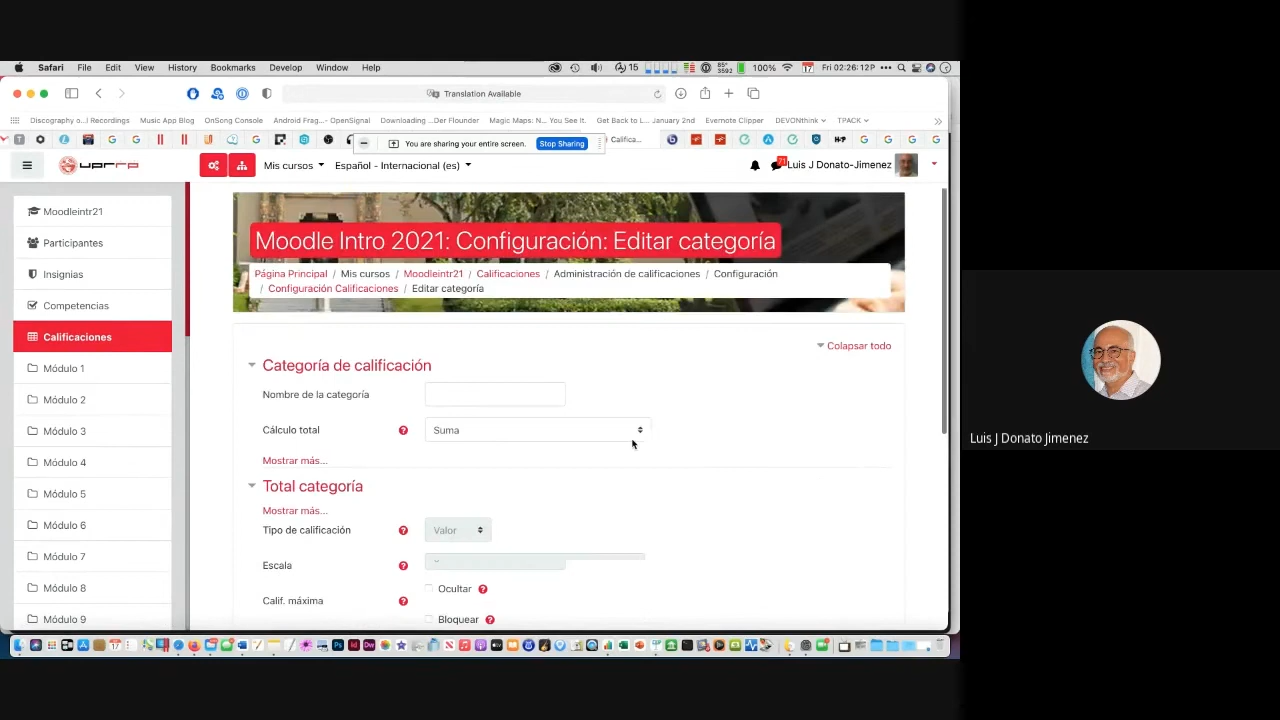 Safari File Edit View History Bookmarks Develop Window Help
15 85° 3592 100% 17 Fri 02:26:12P
Translation Available
Discography o...l Recordings Music App Blog OnSong Console Android Frag...- OpenSignal Downloading ...Der Flounder Magic Maps: N... You See It. Get Back to L... January 2nd Evernote Clipper DEVONthink TPACK
You are sharing your entire screen. Stop Sharing
Califica...
H-P
uprrp Mis cursos Español - Internacional (es) Luis J Donato-Jimenez
Moodleintr21
Participantes
Insignias
Competencias
Calificaciones
Módulo 1
Módulo 2
Módulo 3
Módulo 4
Módulo 5
Módulo 6
Módulo 7
Módulo 8
Módulo 9
Moodle Intro 2021: Configuración: Editar categoría
Página Principal / Mis cursos / Moodleintr21 / Calificaciones / Administración de calificaciones / Configuración
/ Configuración Calificaciones / Editar categoría
Colapsar todo
Categoría de calificación
Nombre de la categoría
Cálculo total ? Suma
Mostrar más...
Total categoría
Mostrar más...
Tipo de calificación ? Valor
Escala ?
Ocultar ?
Calif. máxima ?
Bloquear ?
Luis J Donato Jimenez